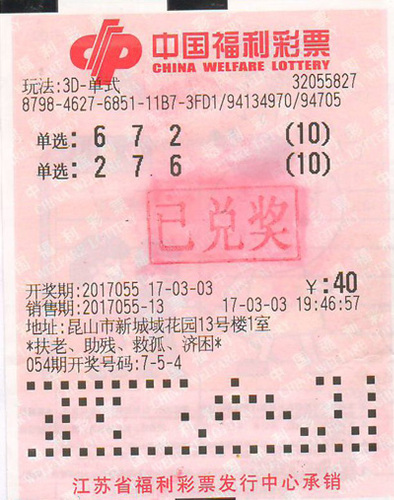 中国福利彩票
CHINA WELFARE LOTTERY
玩法:3D-单式 32055827
8798-4627-6851-11B7-3FD1/94134970/94705
单选: 6 7 2 (10)
单选: 2 7 6 (10)
已兑奖
开奖期:2017055 17-03-03 ¥:40
销售期:2017055-13 17-03-03 19:46:57
地址:昆山市新城域花园13号楼1室
*扶老、助残、救孤、济困*
054期开奖号码:7-5-4
江苏省福利彩票发行中心承销